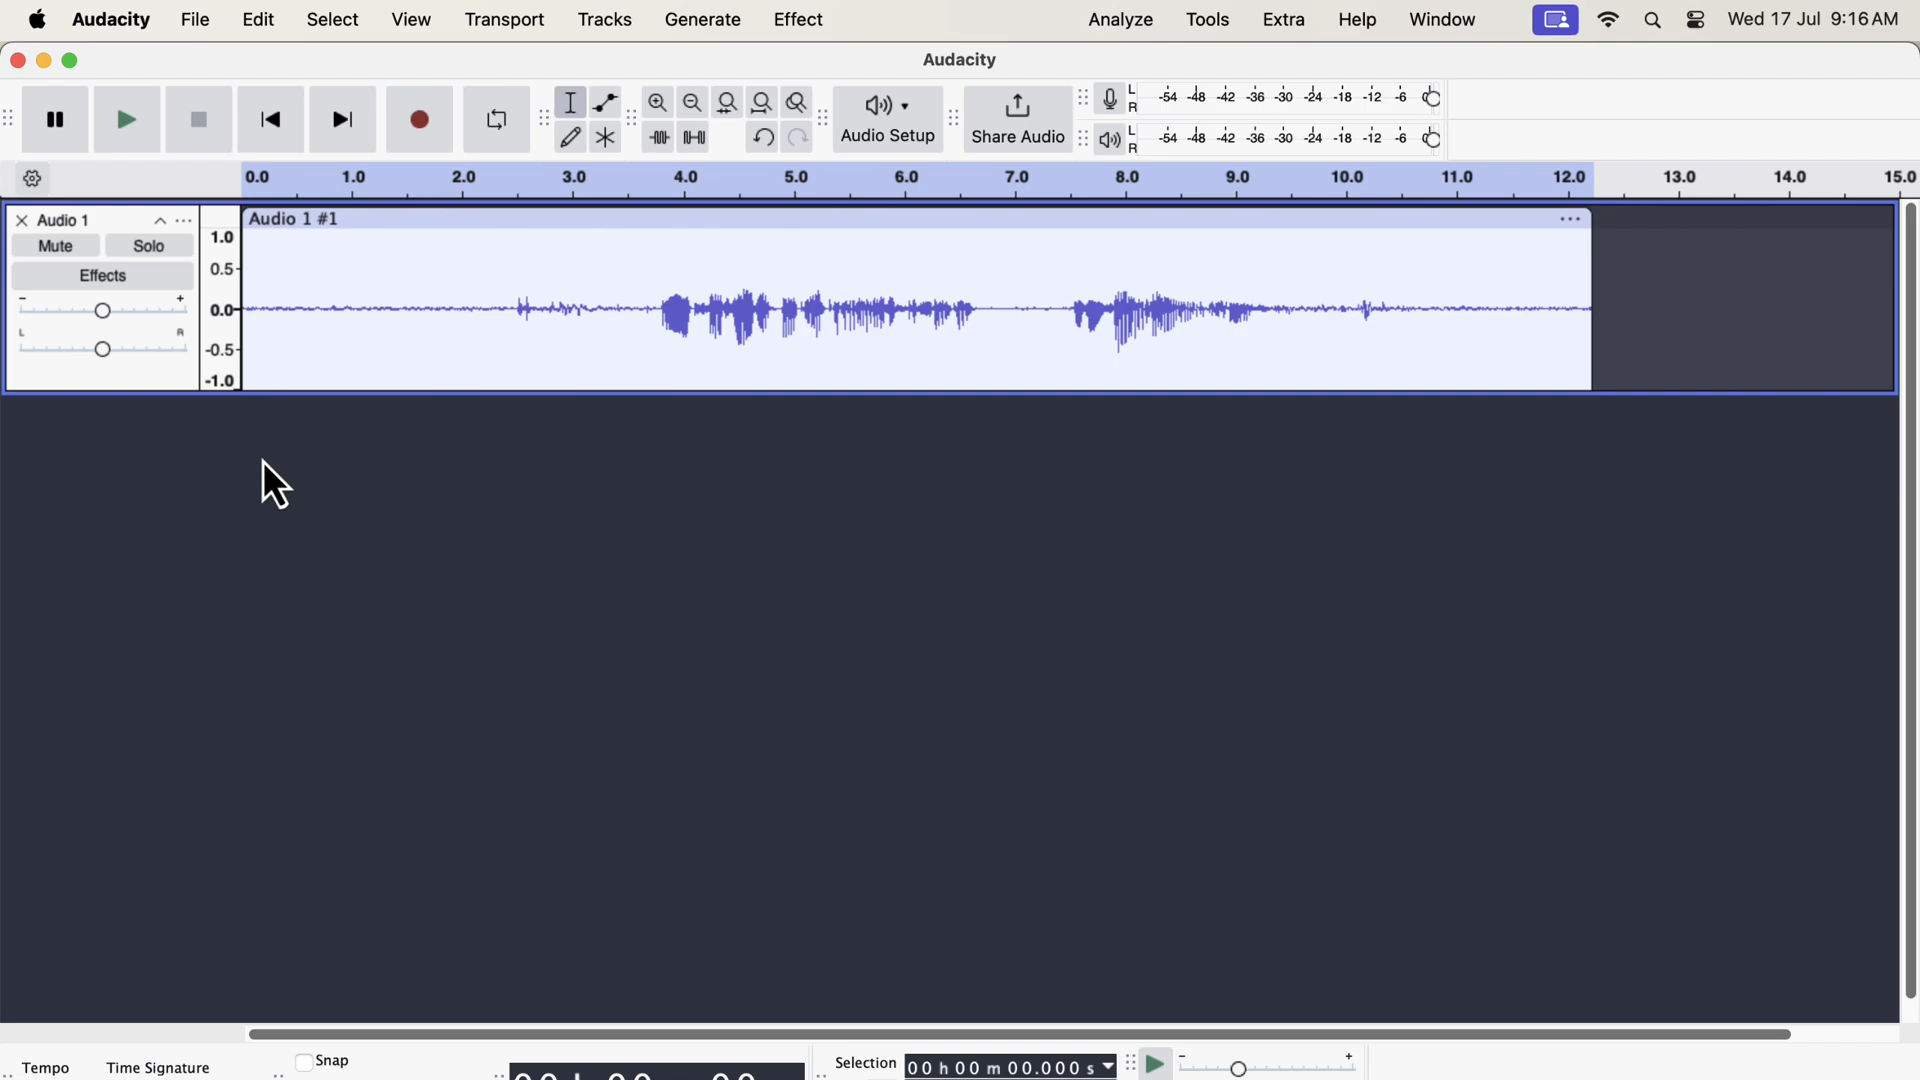 Audacity File Edit Select View Transport Tracks Generate Effect Analyze Tools Extra Help Window Wed 17 Jul 9:16 AM
Audacity
Audio Setup
Share Audio
L -54 -48 -42 -36 -30 -24 -18 -12 -6 0
R
L -54 -48 -42 -36 -30 -24 -18 -12 -6 0
R
0.0 1.0 2.0 3.0 4.0 5.0 6.0 7.0 8.0 9.0 10.0 11.0 12.0 13.0 14.0 15.0
Audio 1 ...
Mute Solo
Effects
- +
L R
1.0
0.5
0.0
-0.5
-1.0
Audio 1 #1 ...
Tempo Time Signature Snap
Selection 00 h 00 m 00.000 s
- +